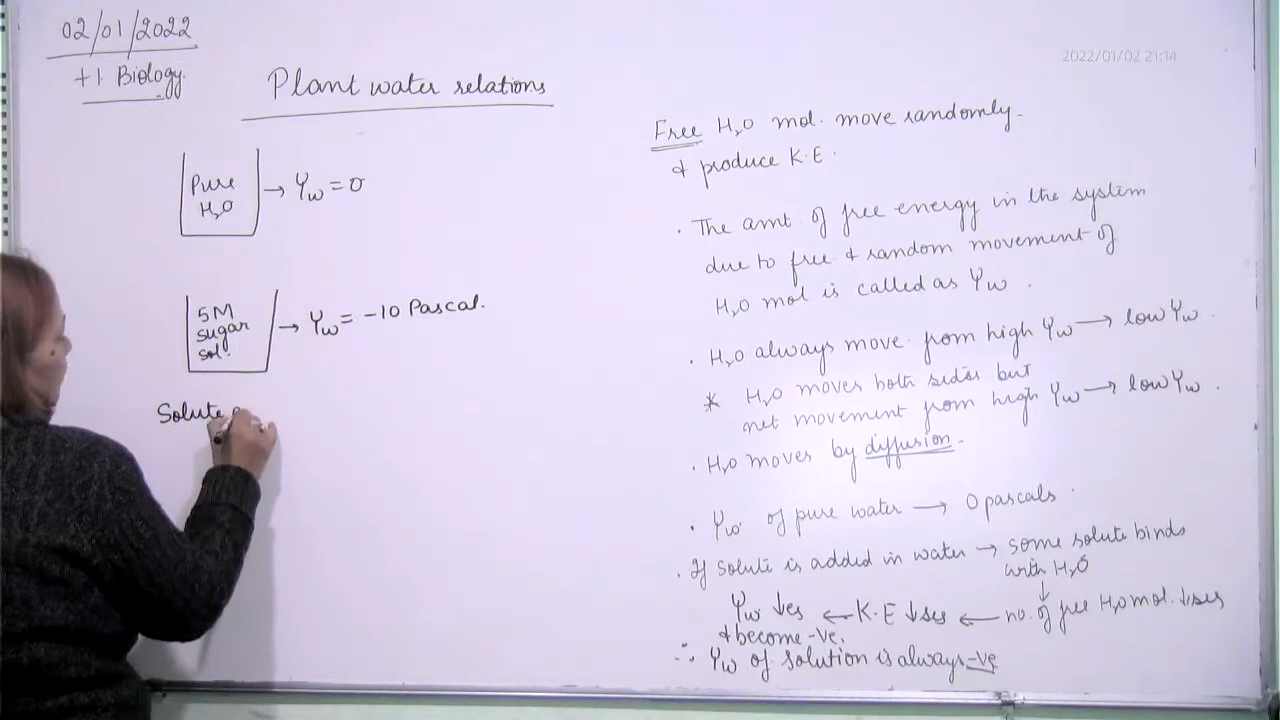 02/01/2022
+1 Biology.
Plant water relations
2022/01/02 21:14
Pure
H₂O
→ Ψw = 0
5M
sugar
sol.
→ Ψw = -10 Pascal.
Solute
Free H₂O mol. move randomly.
& produce K.E.
. The amt. of free energy in the system
due to free & random movement of
H₂O mol is called as Ψw.
. H₂O always move from high Ψw → low Ψw.
* H₂O moves both sides but
net movement from high Ψw → low Ψw.
. H₂O moves by diffusion.
. Ψw of pure water → 0 pascals.
. If solute is added in water → some solute binds
with H₂O
↓
Ψw ↓es ← K.E ↓ses ← no. of free H₂O mol. ↓ses
& become -ve.
∴ Ψw of solution is always -ve